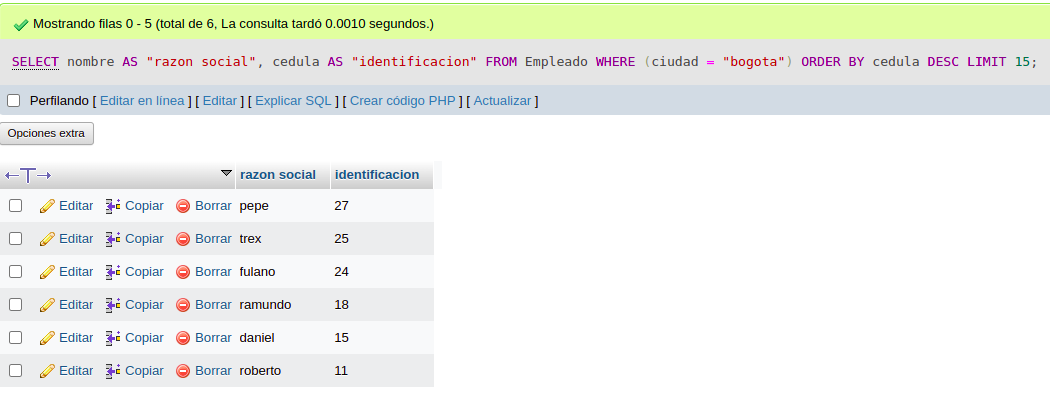 Mostrando filas 0 - 5 (total de 6, La consulta tardó 0.0010 segundos.)
SELECT nombre AS "razon social", cedula AS "identificacion" FROM Empleado WHERE (ciudad = "bogota") ORDER BY cedula DESC LIMIT 15;
Perfilando [ Editar en línea ] [ Editar ] [ Explicar SQL ] [ Crear código PHP ] [ Actualizar ]
Opciones extra
←T→ razon social identificacion
Editar Copiar Borrar pepe 27
Editar Copiar Borrar trex 25
Editar Copiar Borrar fulano 24
Editar Copiar Borrar ramundo 18
Editar Copiar Borrar daniel 15
Editar Copiar Borrar roberto 11